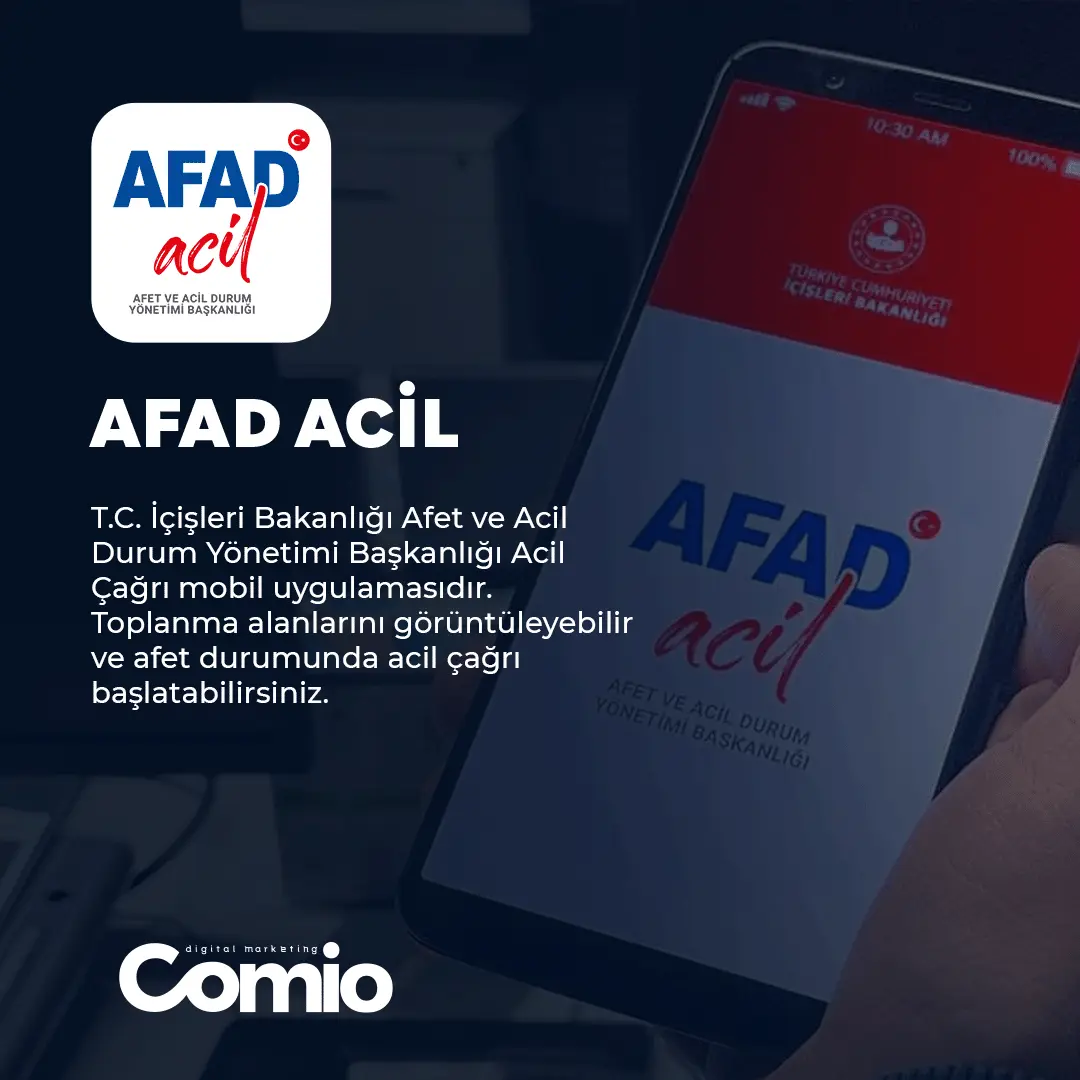 AFAD
acil
AFET VE ACİL DURUM
YÖNETİMİ BAŞKANLIĞI
AFAD ACİL
T.C. İçişleri Bakanlığı Afet ve Acil
Durum Yönetimi Başkanlığı Acil
Çağrı mobil uygulamasıdır.
Toplanma alanlarını görüntüleyebilir
ve afet durumunda acil çağrı
başlatabilirsiniz.
10:30 AM
100%
TÜRKİYE CUMHURİYETİ
İÇİŞLERİ BAKANLIĞI
AFAD
acil
AFET VE ACİL DURUM
YÖNETİMİ BAŞKANLIĞI
digital marketing
Comio